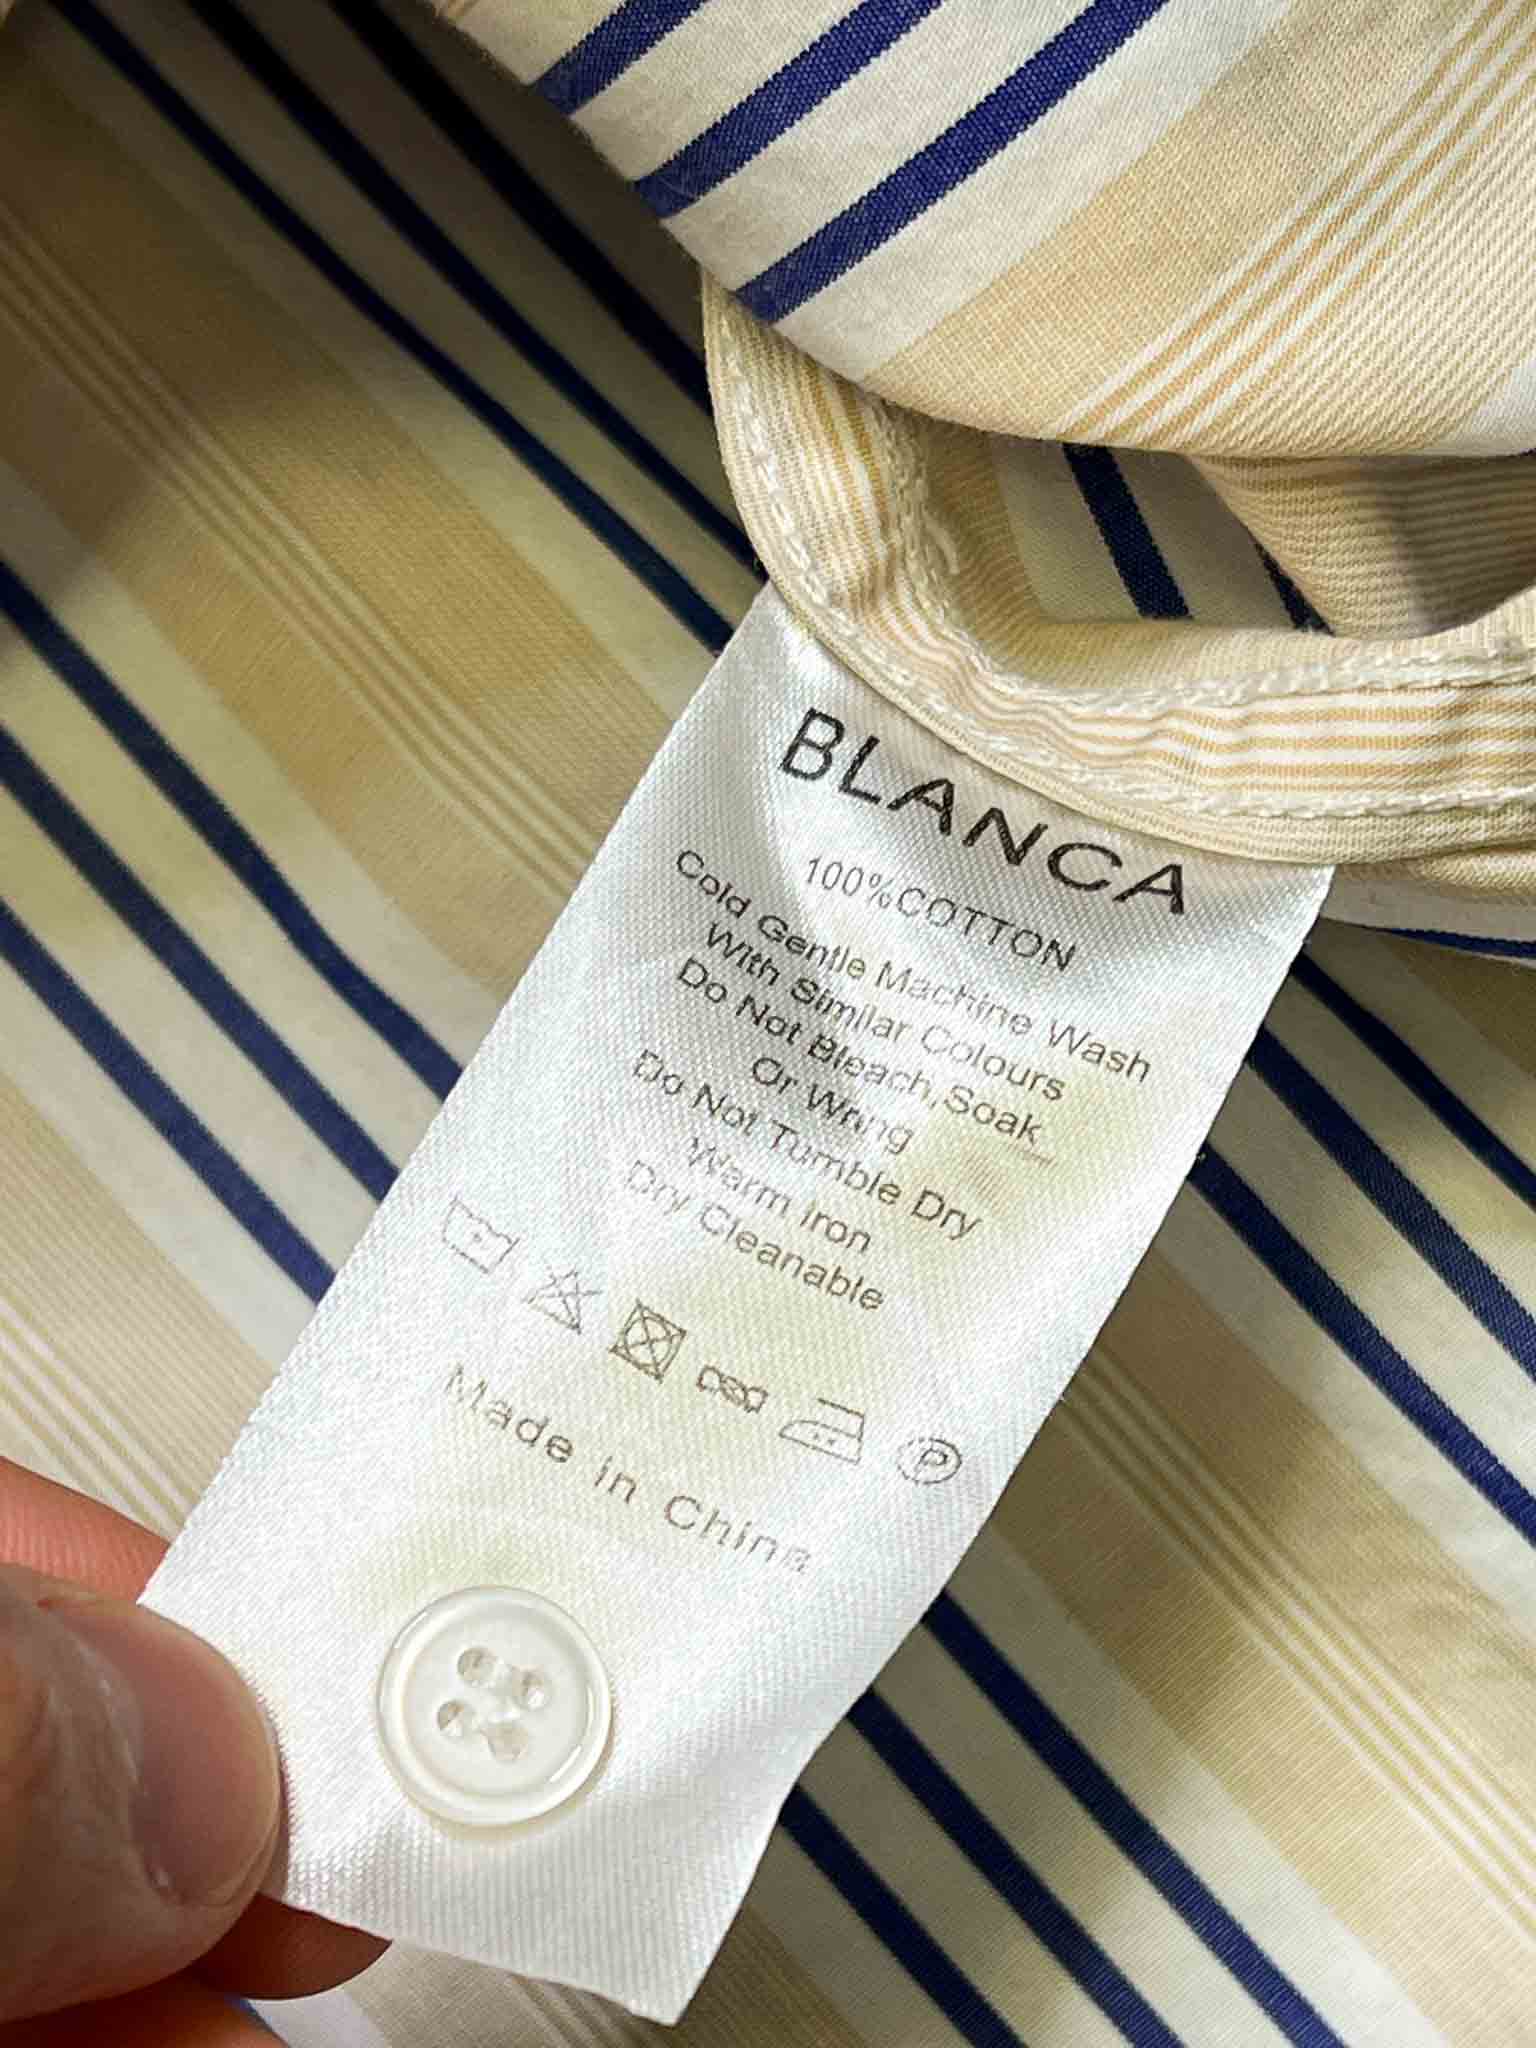 BLANCA
100%COTTON
Cold Gentle Machine Wash
With Similar Colours
Do Not Bleach,Soak
Or Wring
Do Not Tumble Dry
Warm Iron
Dry Cleanable
P
Made in China